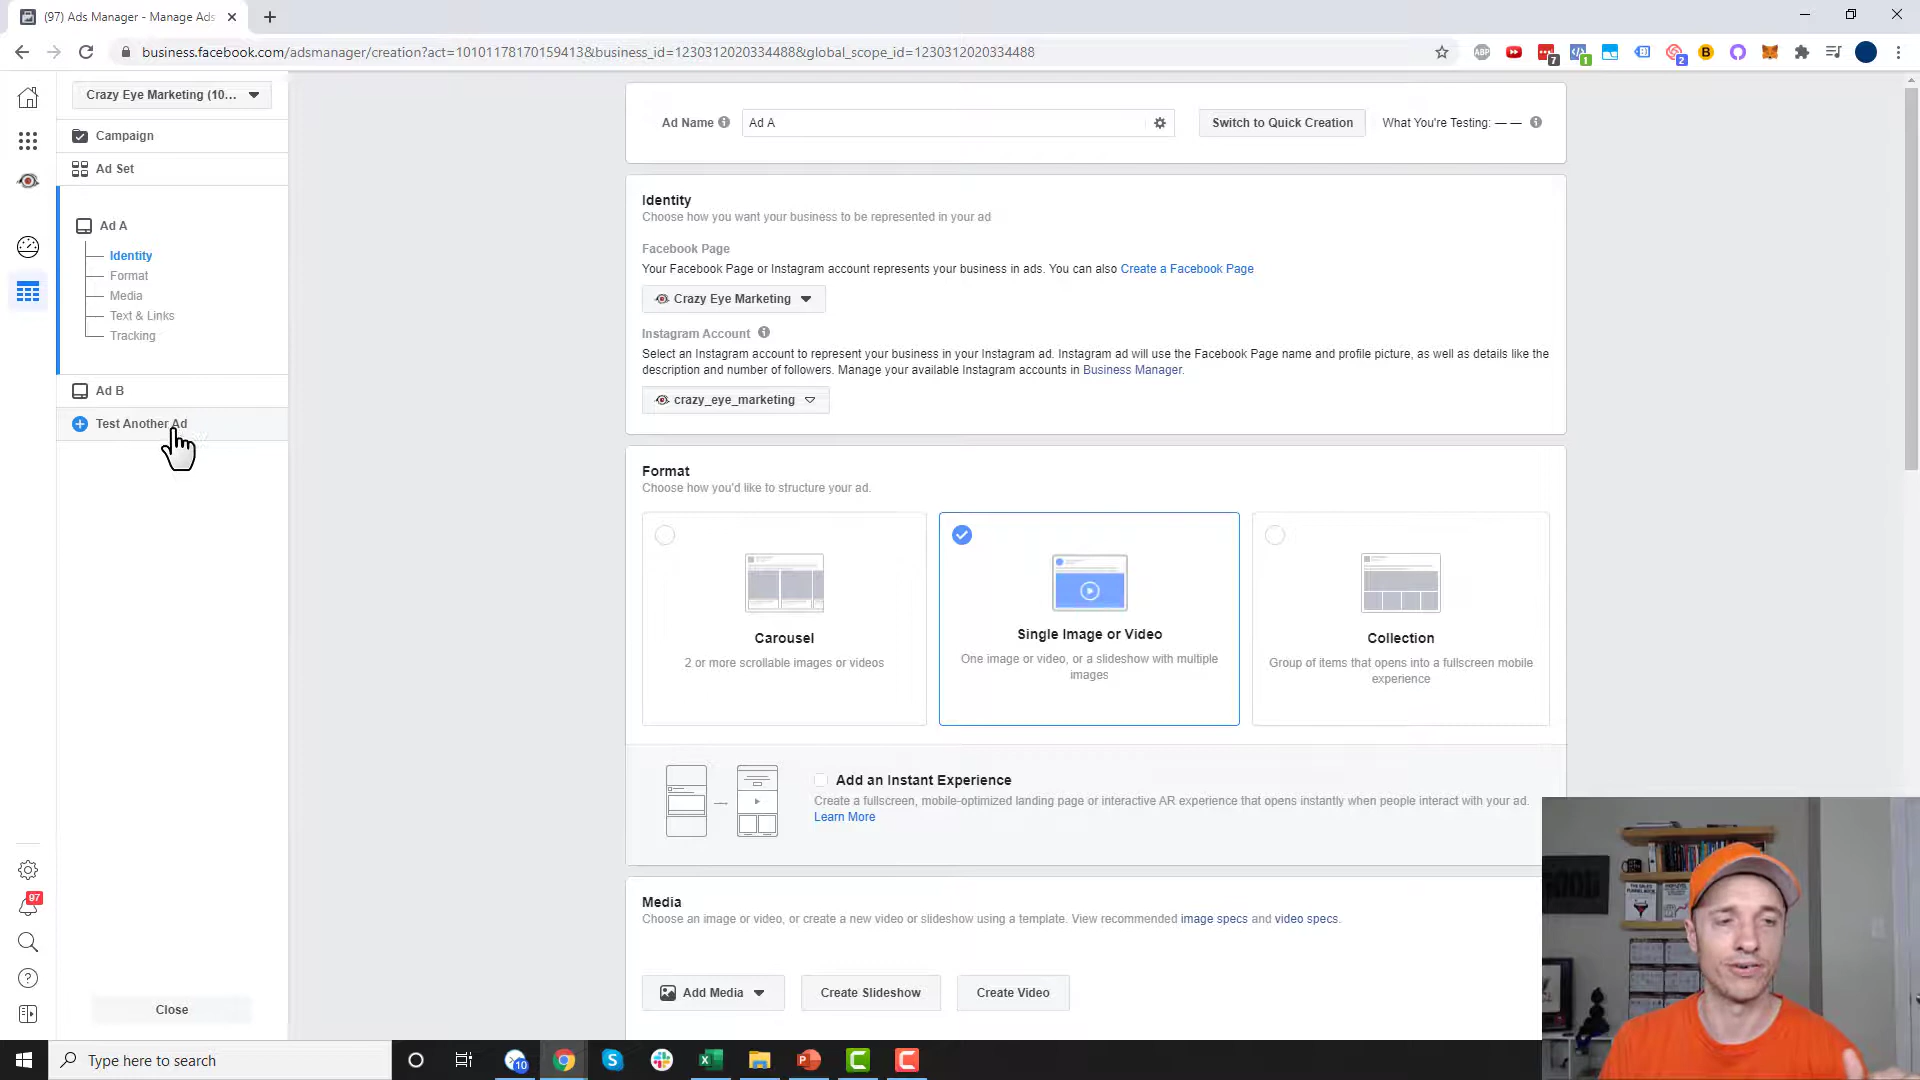 (97) Ads Manager - Manage Ads
business.facebook.com/adsmanager/creation?act=10101178170159413&business_id=1230312020334488&global_scope_id=1230312020334488
ABP
7
1
2
B
Crazy Eye Marketing (10...
Campaign
Ad Set
Ad A
Identity
Format
Media
Text & Links
Tracking
Ad B
Test Another Ad
97
Close
Ad Name
Ad A
Switch to Quick Creation
What You're Testing: — —
Identity
Choose how you want your business to be represented in your ad
Facebook Page
Your Facebook Page or Instagram account represents your business in ads. You can also Create a Facebook Page
Crazy Eye Marketing
Instagram Account
Select an Instagram account to represent your business in your Instagram ad. Instagram ad will use the Facebook Page name and profile picture, as well as details like the
description and number of followers. Manage your available Instagram accounts in Business Manager.
crazy_eye_marketing
Format
Choose how you'd like to structure your ad.
Carousel
2 or more scrollable images or videos
Single Image or Video
One image or video, or a slideshow with multiple
images
Collection
Group of items that opens into a fullscreen mobile
experience
Add an Instant Experience
Create a fullscreen, mobile-optimized landing page or interactive AR experience that opens instantly when people interact with your ad.
Learn More
Media
Choose an image or video, or create a new video or slideshow using a template. View recommended image specs and video specs.
Add Media
Create Slideshow
Create Video
Type here to search
10